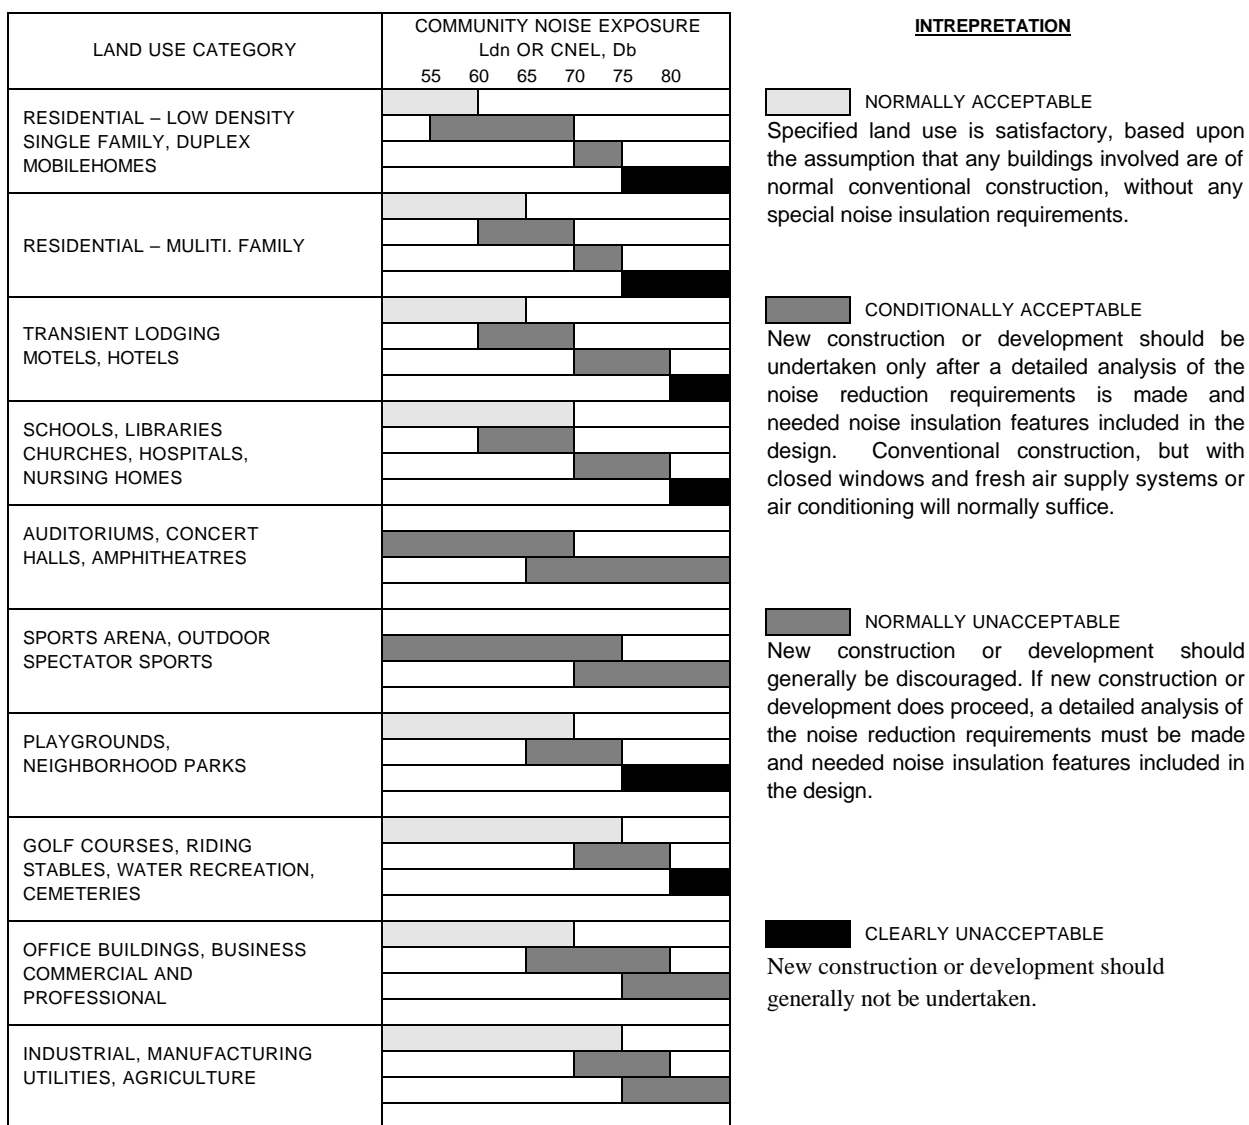 LAND USE CATEGORY
COMMUNITY NOISE EXPOSURE
Ldn OR CNEL, Db
55 60 65 70 75 80
RESIDENTIAL – LOW DENSITY
SINGLE FAMILY, DUPLEX
MOBILEHOMES
RESIDENTIAL – MULITI. FAMILY
TRANSIENT LODGING
MOTELS, HOTELS
SCHOOLS, LIBRARIES
CHURCHES, HOSPITALS,
NURSING HOMES
AUDITORIUMS, CONCERT
HALLS, AMPHITHEATRES
SPORTS ARENA, OUTDOOR
SPECTATOR SPORTS
PLAYGROUNDS,
NEIGHBORHOOD PARKS
GOLF COURSES, RIDING
STABLES, WATER RECREATION,
CEMETERIES
OFFICE BUILDINGS, BUSINESS
COMMERCIAL AND
PROFESSIONAL
INDUSTRIAL, MANUFACTURING
UTILITIES, AGRICULTURE
INTREPRETATION
NORMALLY ACCEPTABLE
Specified land use is satisfactory, based upon
the assumption that any buildings involved are of
normal conventional construction, without any
special noise insulation requirements.
CONDITIONALLY ACCEPTABLE
New construction or development should be
undertaken only after a detailed analysis of the
noise reduction requirements is made and
needed noise insulation features included in the
design. Conventional construction, but with
closed windows and fresh air supply systems or
air conditioning will normally suffice.
NORMALLY UNACCEPTABLE
New construction or development should
generally be discouraged. If new construction or
development does proceed, a detailed analysis of
the noise reduction requirements must be made
and needed noise insulation features included in
the design.
CLEARLY UNACCEPTABLE
New construction or development should
generally not be undertaken.